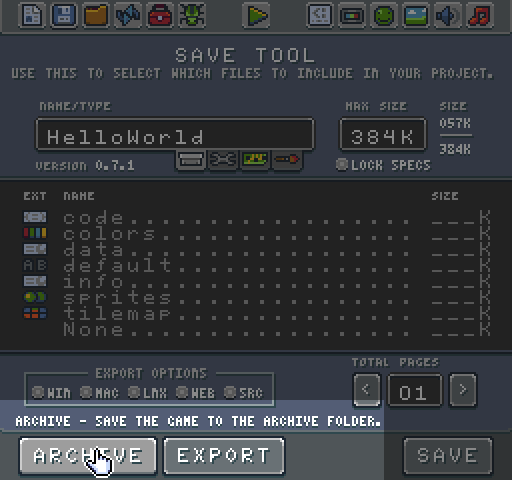 SAVE TOOL
USE THIS TO SELECT WHICH FILES TO INCLUDE IN YOUR PROJECT.
NAME/TYPE MAX SIZE SIZE
HelloWorld 384K 057K
384K
VERSION 0.7.1 LOCK SPECS
EXT NAME SIZE
code.................. ___K
colors................ ___K
data.................. ___K
AB default............... ___K
info.................. ___K
sprites............... ___K
tilemap............... ___K
None.................. ___K
EXPORT OPTIONS TOTAL PAGES
WIN MAC LNX WEB SRC < 01 >
ARCHIVE - SAVE THE GAME TO THE ARCHIVE FOLDER.
ARCHIVE EXPORT SAVE